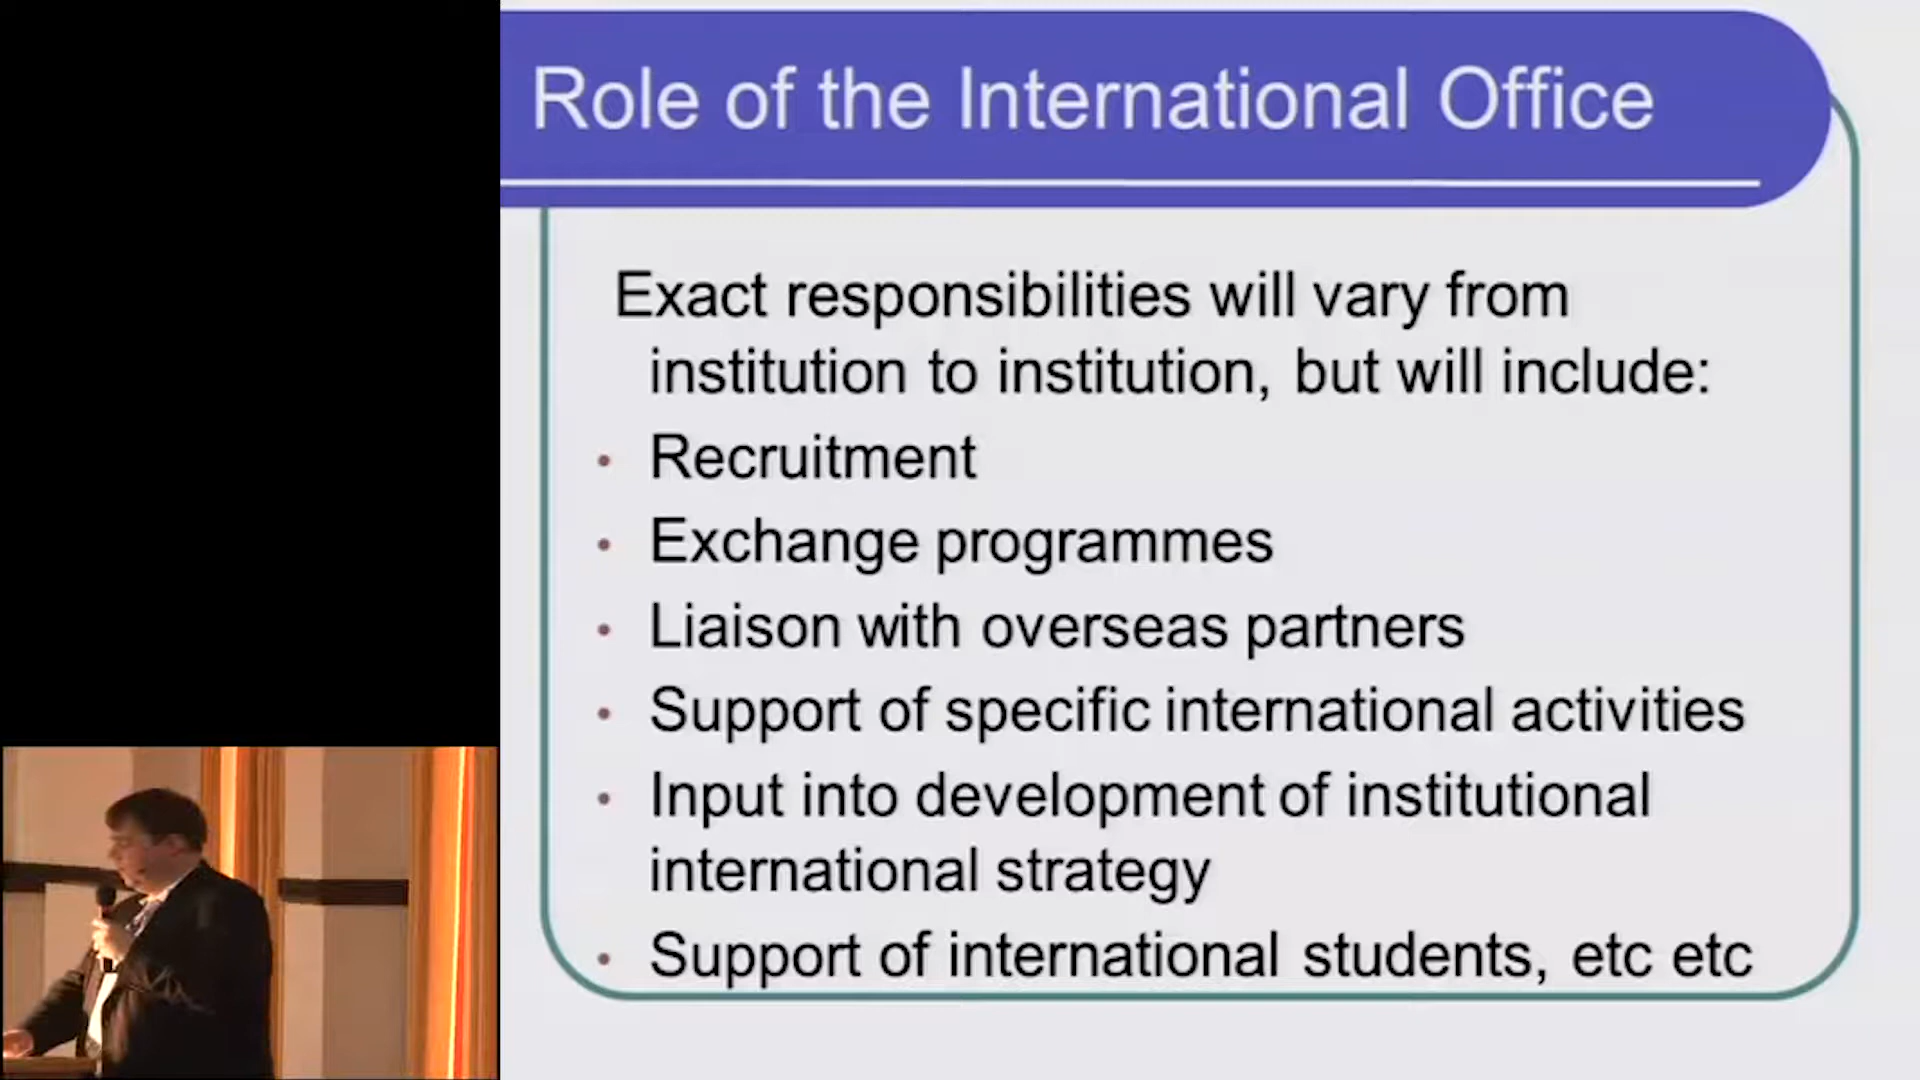 Role of the International Office
Exact responsibilities will vary from
institution to institution, but will include:
• Recruitment
• Exchange programmes
• Liaison with overseas partners
• Support of specific international activities
• Input into development of institutional
international strategy
• Support of international students, etc etc